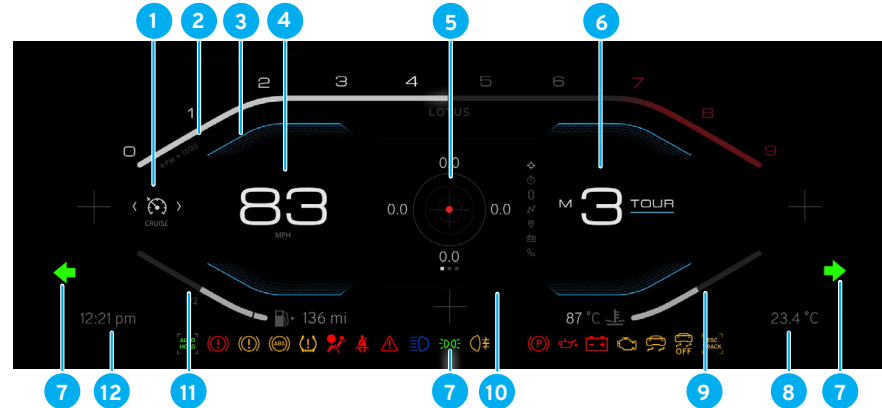 1 2 3 4 5 6
2 3 4 5 6 7
1 8
LOTUS
0 9
RPM × 1000
0.0
< > 83 0.0 0.0 M 3 TOUR
CRUISE
MPH
0.0
2
12:21 pm 136 mi 87 °C 23.4 °C
AUTO HOLD ABS P OFF ESC TRACK
7 12 11 7 10 9 8 7